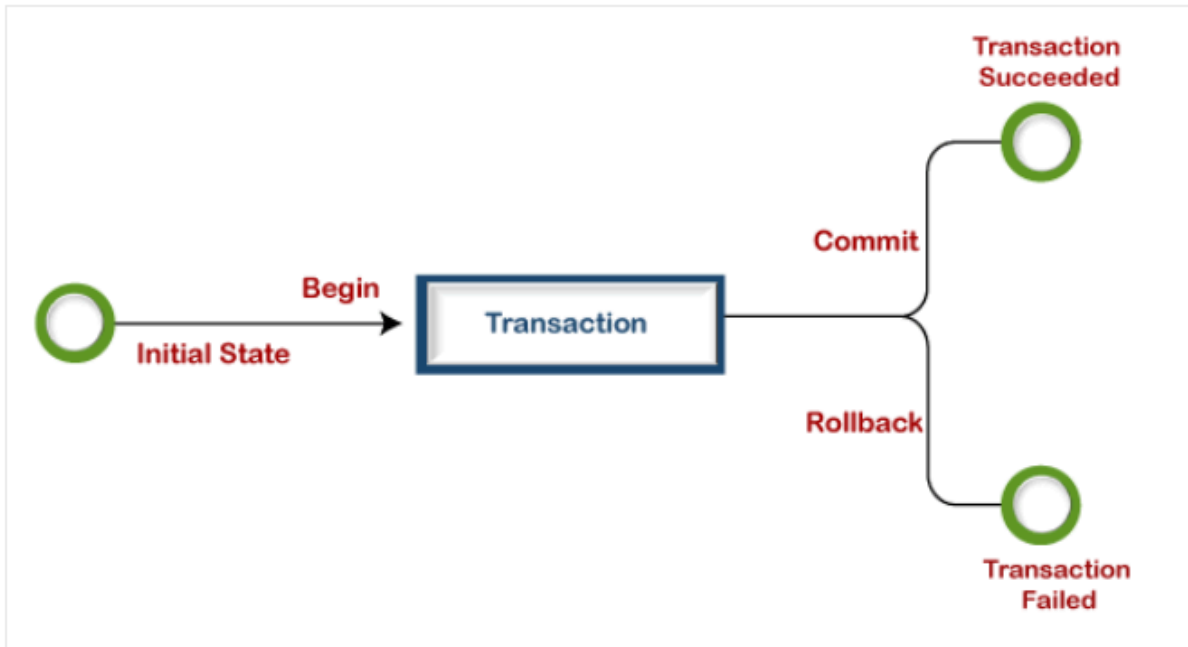 Transaction
Succeeded
Commit
Begin
Transaction
Initial State
Rollback
Transaction
Failed